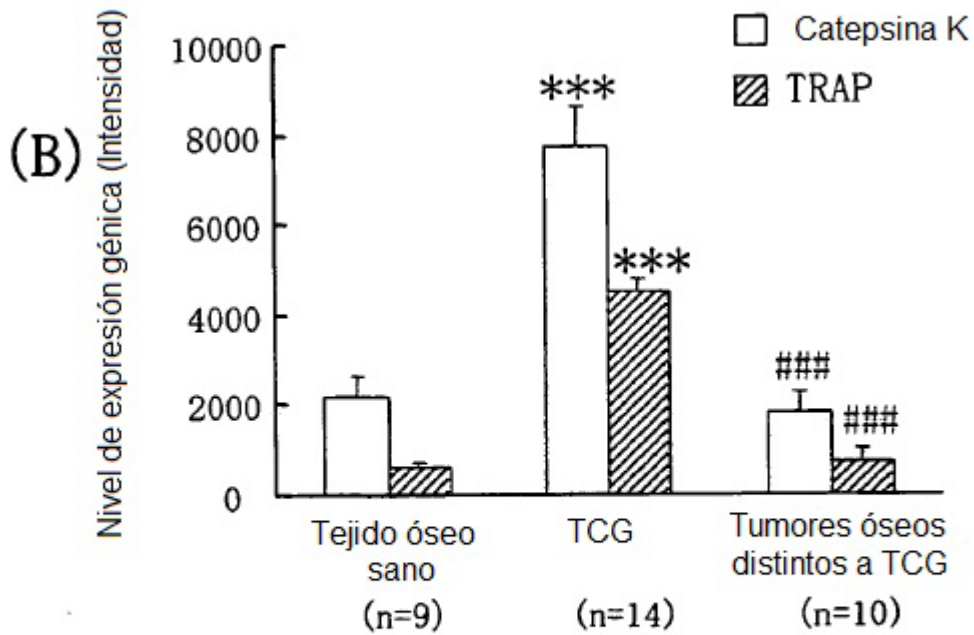 (B)
Nivel de expresión génica (Intensidad)
10000
8000
6000
4000
2000
0
Catepsina K
TRAP
***
***
###
###
Tejido óseo
sano
(n=9)
TCG
(n=14)
Tumores óseos
distintos a TCG
(n=10)